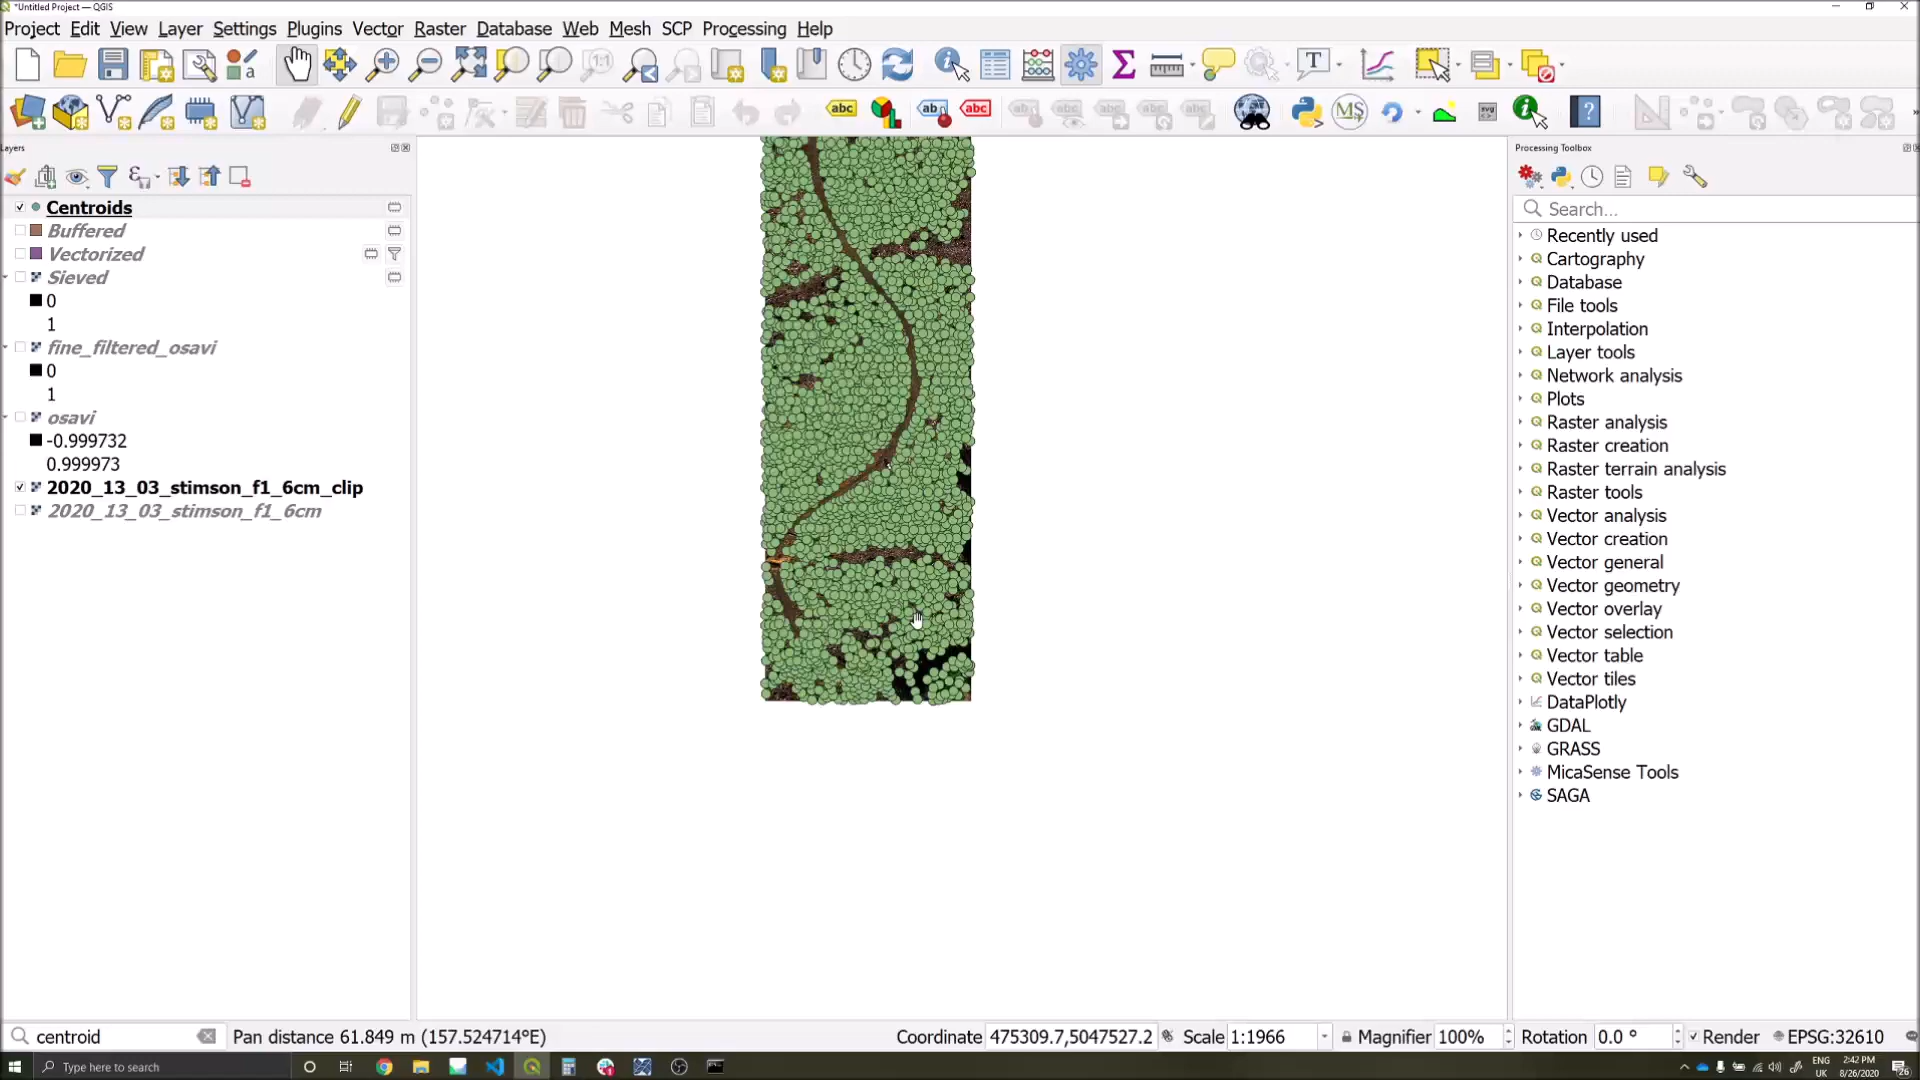 *Untitled Project — QGIS
Project Edit View Layer Settings Plugins Vector Raster Database Web Mesh SCP Processing Help
Layers
Centroids
Buffered
Vectorized
Sieved
0
1
fine_filtered_osavi
0
1
osavi
-0.999732
0.999973
2020_13_03_stimson_f1_6cm_clip
2020_13_03_stimson_f1_6cm
Processing Toolbox
Search...
Recently used
Cartography
Database
File tools
Interpolation
Layer tools
Network analysis
Plots
Raster analysis
Raster creation
Raster terrain analysis
Raster tools
Vector analysis
Vector creation
Vector general
Vector geometry
Vector overlay
Vector selection
Vector table
Vector tiles
DataPlotly
GDAL
GRASS
MicaSense Tools
SAGA
centroid Pan distance 61.849 m (157.524714°E) Coordinate 475309.7,5047527.2 Scale 1:1966 Magnifier 100% Rotation 0.0 ° Render EPSG:32610
Type here to search
ENG
UK
2:42 PM
8/26/2020